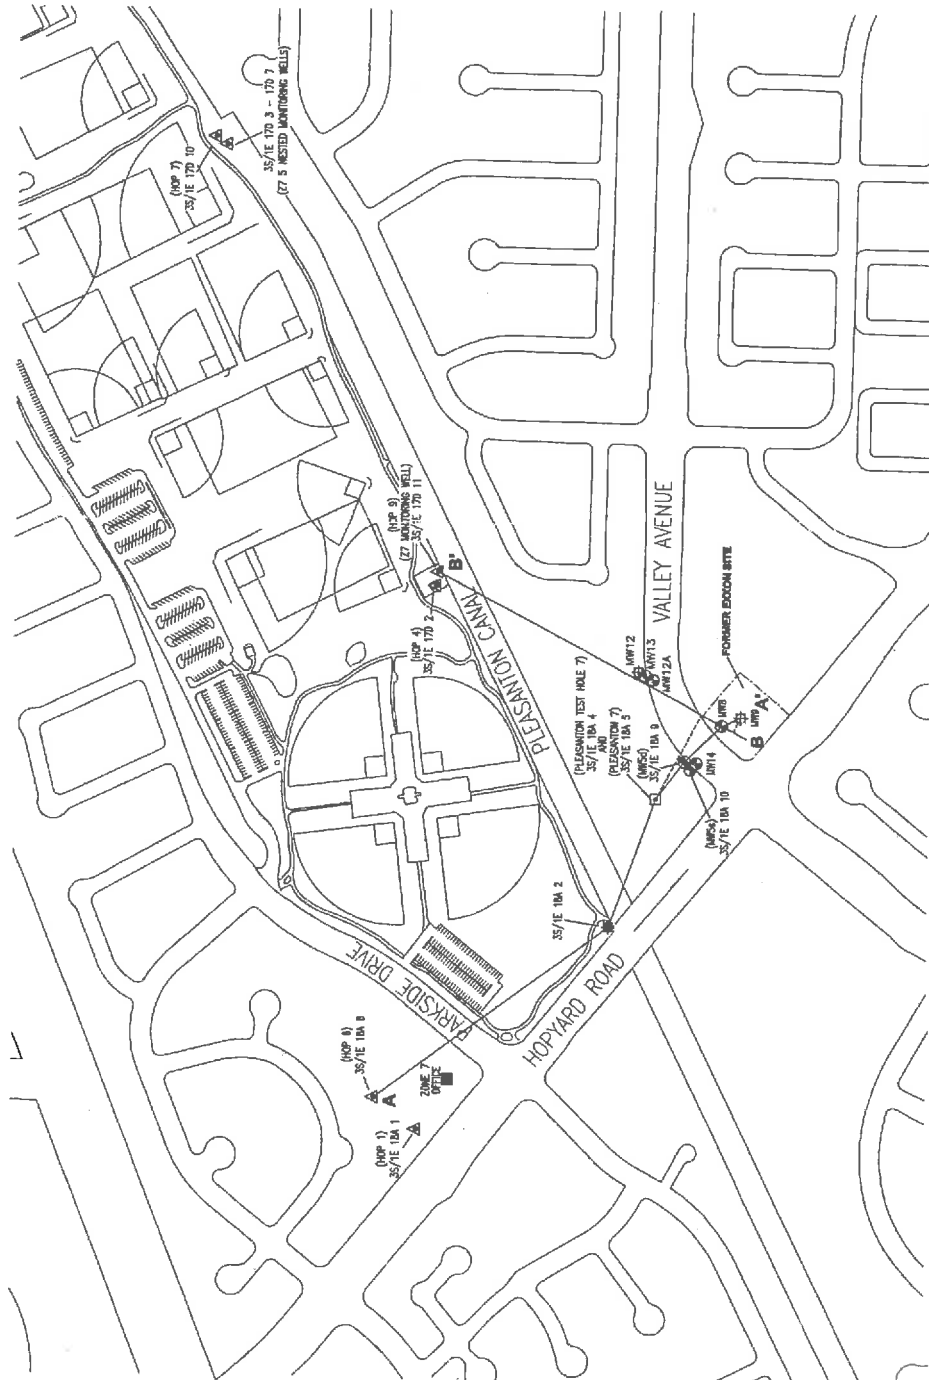 (HOP 7)
3S/1E 17D 10
3S/1E 17D 3 - 17D 7
(Z7 5 NESTED MONITORING WELLS)
(HOP 9)
(Z7 MONITORING WELL)
3S/1E 17D 11
(HOP 4)
3S/1E 17D 2
B'
PLEASANTON CANAL
VALLEY AVENUE
FORMER EXXON SITE
MW12
MW13
MW12A
(PLEASANTON TEST HOLE 7)
3S/1E 18A 4
AND
(PLEASANTON 7)
3S/1E 18A 5
(MW5d)
3S/1E 18A 9
MW8
MW9
A'
B
MW14
(MW5s)
3S/1E 18A 10
3S/1E 18A 2
PARKSIDE DRIVE
HOPYARD ROAD
3S/1E 18A 8
A
ZONE 7
OFFICE
(HOP 1)
3S/1E 18A 1